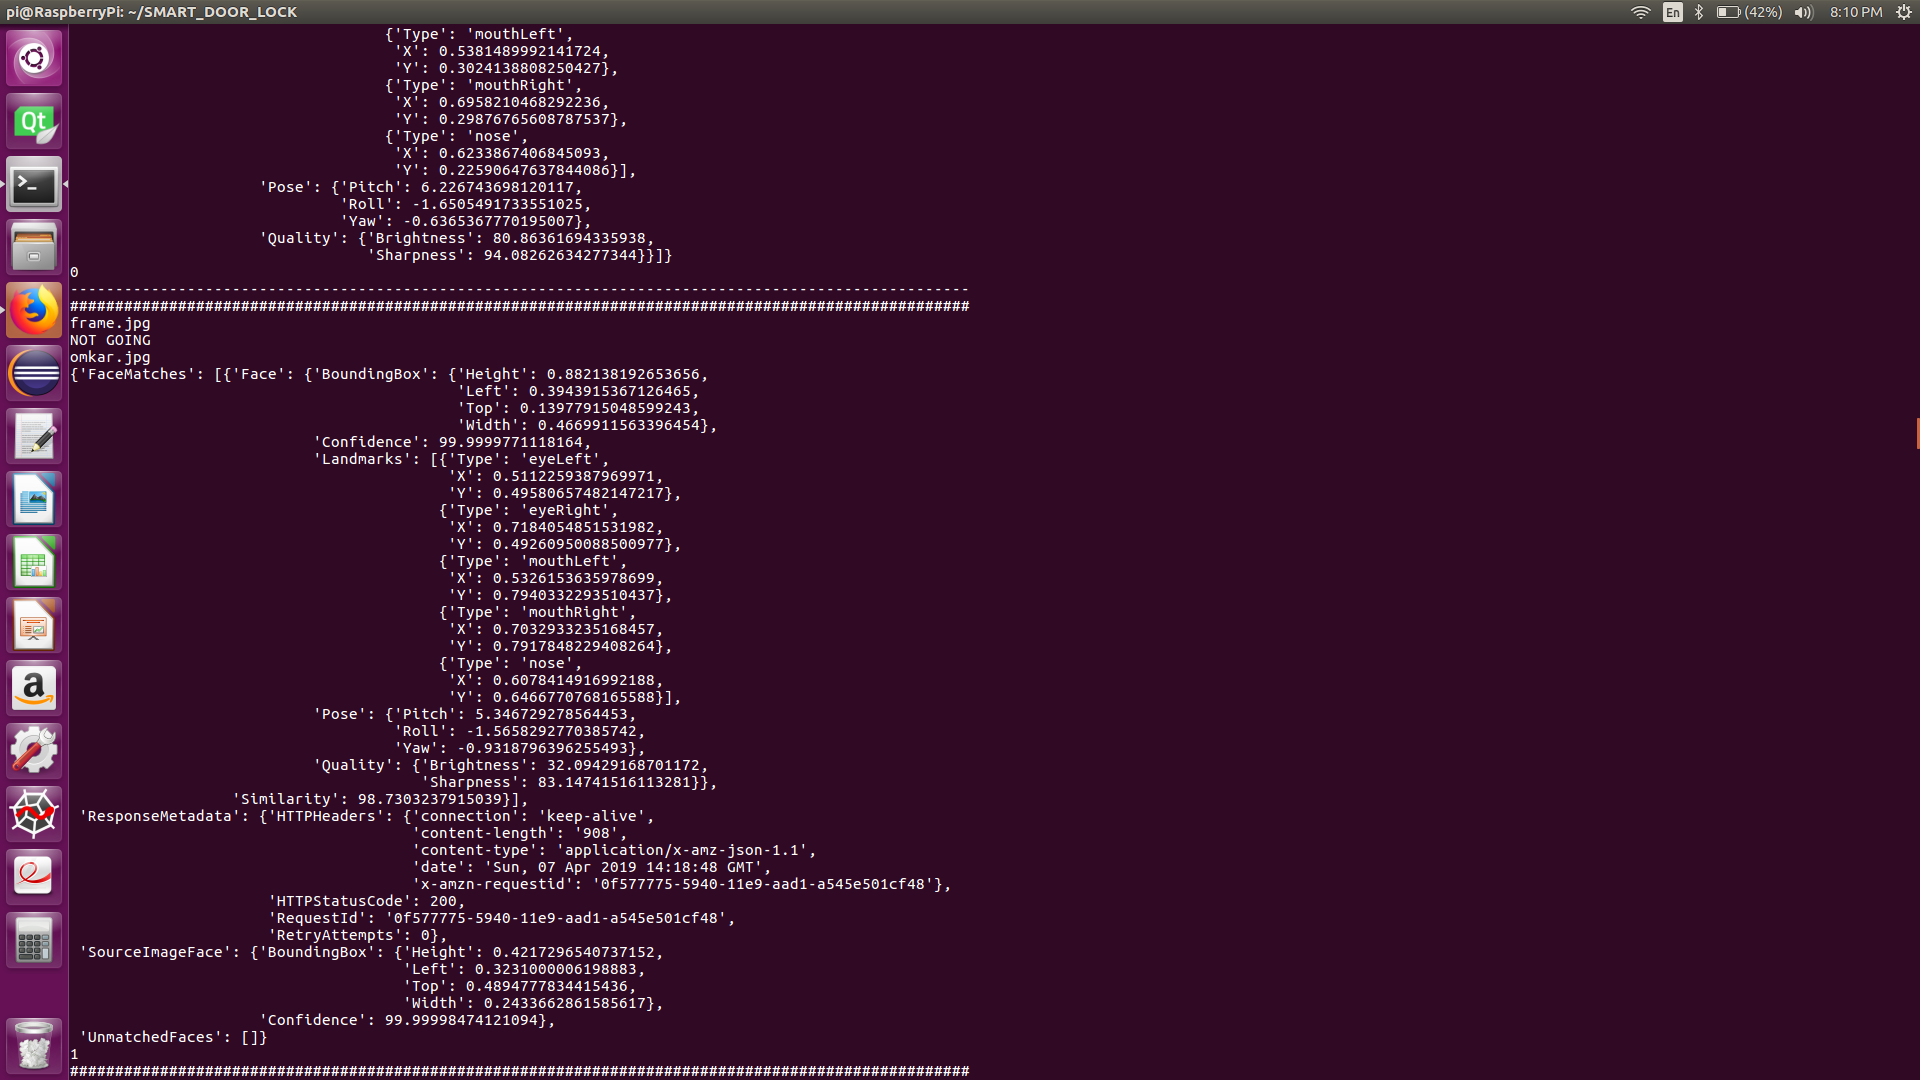 pi@RaspberryPi: ~/SMART_DOOR_LOCK
En
(42%)
8:10 PM
{'Type': 'mouthLeft',
'X': 0.5381489992141724,
'Y': 0.3024138808250427},
{'Type': 'mouthRight',
'X': 0.6958210468292236,
'Y': 0.29876765608787537},
{'Type': 'nose',
'X': 0.6233867406845093,
'Y': 0.22590647637844086}],
'Pose': {'Pitch': 6.226743698120117,
'Roll': -1.6505491733551025,
'Yaw': -0.6365367770195007},
'Quality': {'Brightness': 80.86361694335938,
'Sharpness': 94.08262634277344}}]}
0
----------------------------------------------------------------------------------------------------
####################################################################################################
frame.jpg
NOT GOING
omkar.jpg
{'FaceMatches': [{'Face': {'BoundingBox': {'Height': 0.882138192653656,
'Left': 0.3943915367126465,
'Top': 0.13977915048599243,
'Width': 0.4669911563396454},
'Confidence': 99.9999771118164,
'Landmarks': [{'Type': 'eyeLeft',
'X': 0.5112259387969971,
'Y': 0.49580657482147217},
{'Type': 'eyeRight',
'X': 0.7184054851531982,
'Y': 0.49260950088500977},
{'Type': 'mouthLeft',
'X': 0.5326153635978699,
'Y': 0.7940332293510437},
{'Type': 'mouthRight',
'X': 0.7032933235168457,
'Y': 0.7917848229408264},
{'Type': 'nose',
'X': 0.6078414916992188,
'Y': 0.6466770768165588}],
'Pose': {'Pitch': 5.346729278564453,
'Roll': -1.5658292770385742,
'Yaw': -0.9318796396255493},
'Quality': {'Brightness': 32.09429168701172,
'Sharpness': 83.14741516113281}},
'Similarity': 98.7303237915039}],
'ResponseMetadata': {'HTTPHeaders': {'connection': 'keep-alive',
'content-length': '908',
'content-type': 'application/x-amz-json-1.1',
'date': 'Sun, 07 Apr 2019 14:18:48 GMT',
'x-amzn-requestid': '0f577775-5940-11e9-aad1-a545e501cf48'},
'HTTPStatusCode': 200,
'RequestId': '0f577775-5940-11e9-aad1-a545e501cf48',
'RetryAttempts': 0},
'SourceImageFace': {'BoundingBox': {'Height': 0.4217296540737152,
'Left': 0.3231000006198883,
'Top': 0.4894777834415436,
'Width': 0.2433662861585617},
'Confidence': 99.99998474121094},
'UnmatchedFaces': []}
1
####################################################################################################
Qt
a